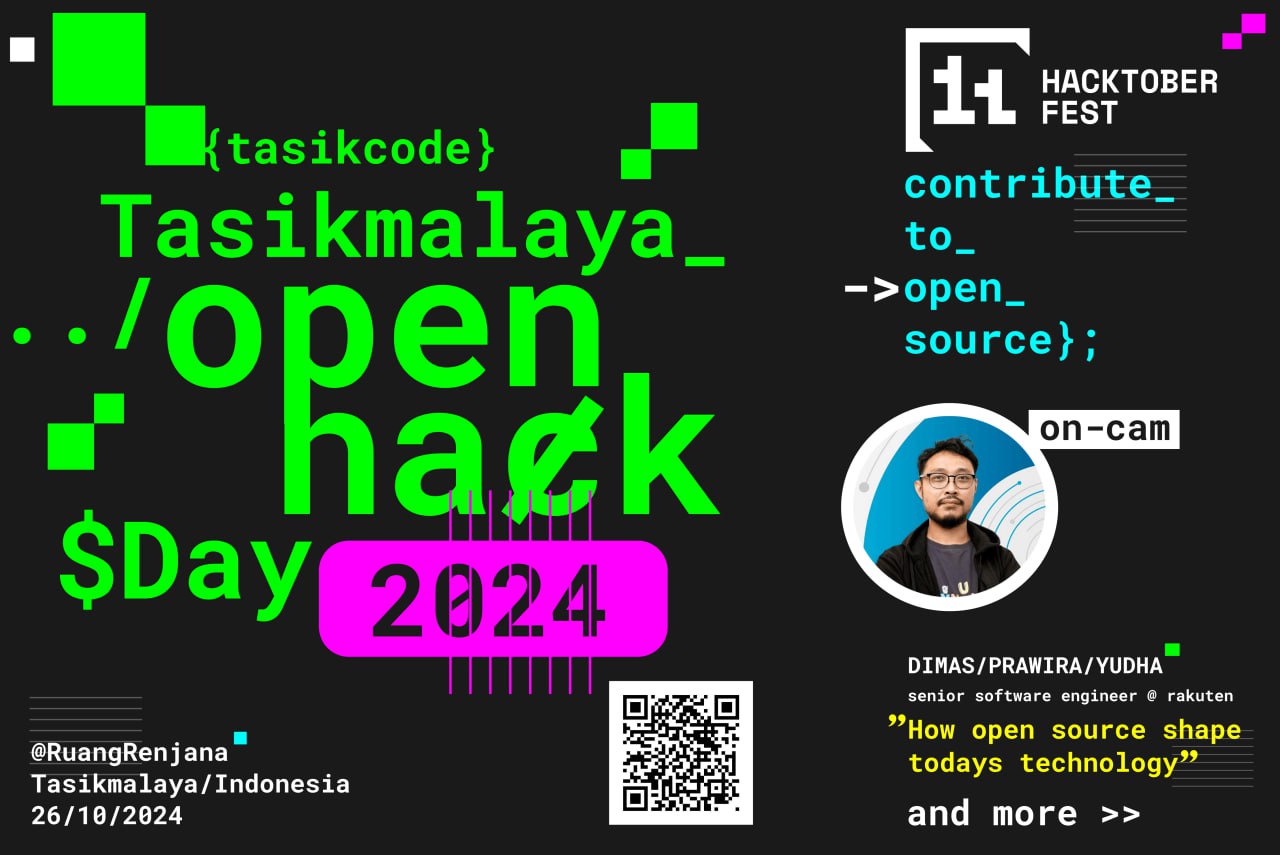 {tasikcode}
Tasikmalaya_
../open
hack
$Day
2024
@RuangRenjana
Tasikmalaya/Indonesia
26/10/2024
HACKTOBER
FEST
contribute_
to_
->open_
source};
on-cam
DIMAS/PRAWIRA/YUDHA
senior software engineer @ rakuten
”How open source shape
todays technology”
and more >>